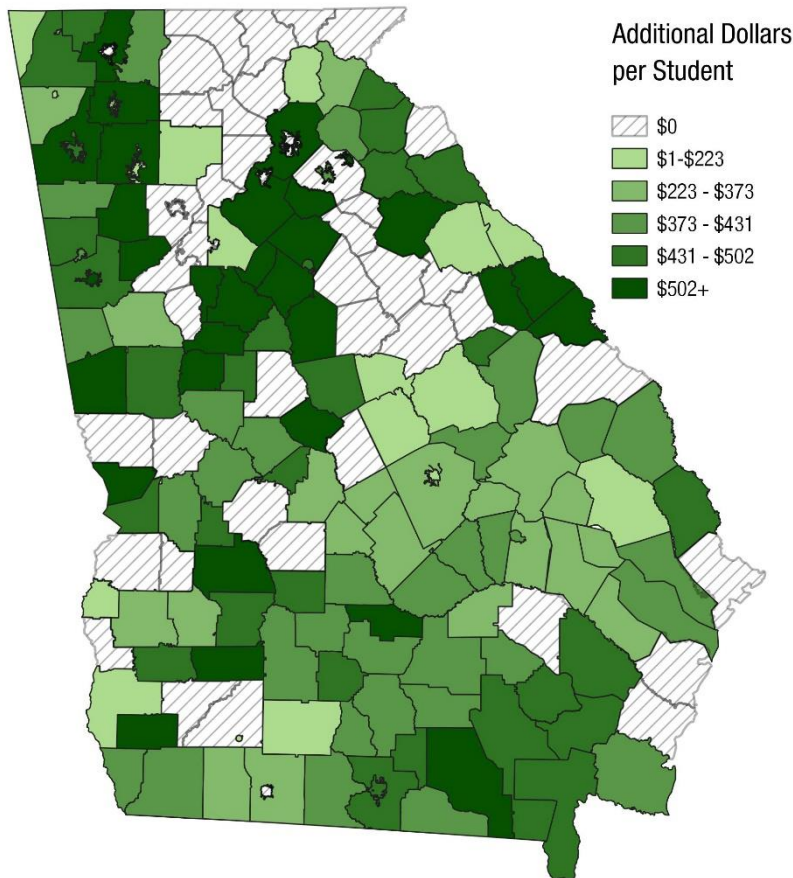 Additional Dollars
per Student
$0
$1-$223
$223 - $373
$373 - $431
$431 - $502
$502+